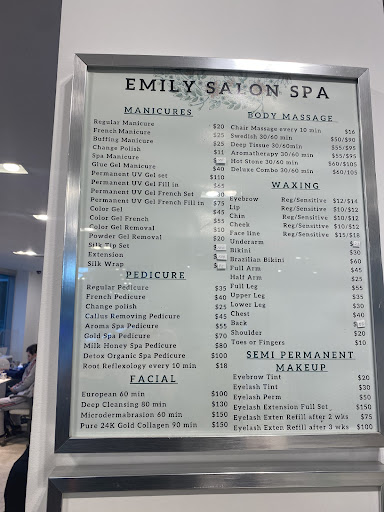 EMILY SALON SPA
MANICURES
Regular Manicure $20
French Manicure $25
Buffing Manicure $25
Change Polish $11
Spa Manicure
Glue Gel Manicure $40
Permanent UV Gel set $110
Permanent UV Gel Fill in $65
Permanent UV Gel French Set
Permanent UV Gel French Fill in $75
Color Gel $45
Color Gel French $55
Color Gel Removal $10
Powder Gel Removal $20
Silk Tip Set
Extension
Silk Wrap
PEDICURE
Regular Pedicure $35
French Pedicure $40
Change polish $25
Callus Removing Pedicure $45
Aroma Spa Pedicure $55
Gold Spa Pedicure $70
Milk Honey Spa Pedicure $80
Detox Organic Spa Pedicure $100
Root Reflexology every 10 min $18
FACIAL
European 60 min $100
Deep Cleansing 80 min $130
Microdermabrasion 60 min $150
Pure 24K Gold Collagen 90 min $150
BODY MASSAGE
Chair Massage every 10 min $16
Swedish 30/60 min $50/$90
Deep Tissue 30/60min $55/$95
Aromatherapy 30/60 min $55/$95
Hot Stone 30/60 min $60/$105
Deluxe Combo 30/60 min $60/105
WAXING
Eyebrow Reg/Sensitive $12/$14
Lip Reg/Sensitive $10/$12
Chin Reg/Sensitive $10/$12
Cheek Reg/Sensitive $10/$12
Face line Reg/Sensitive $15/$18
Underarm
Bikini
Brazilian Bikini $60
Full Arm $45
Half Arm $25
Full Leg $55
Upper Leg $35
Lower Leg $30
Chest $40
Back
Shoulder $20
Toes or Fingers $10
SEMI PERMANENT
MAKEUP
Eyebrow Tint $20
Eyelash Tint $30
Eyelash Perm $50
Eyelash Extension Full Set $150
Eyelash Exten Refill after 2 wks $75
Eyelash Exten Refill after 3 wks $100